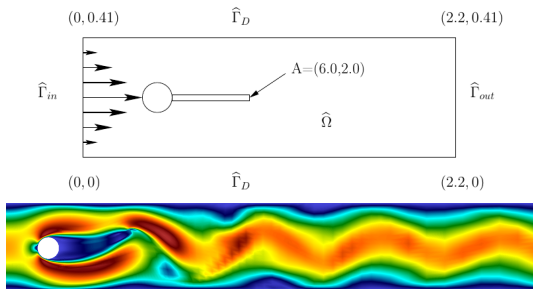 (0, 0.41) Γ̂_D (2.2, 0.41)
A=(6.0,2.0)
Γ̂_in Γ̂_out
Ω̂
(0, 0) Γ̂_D (2.2, 0)